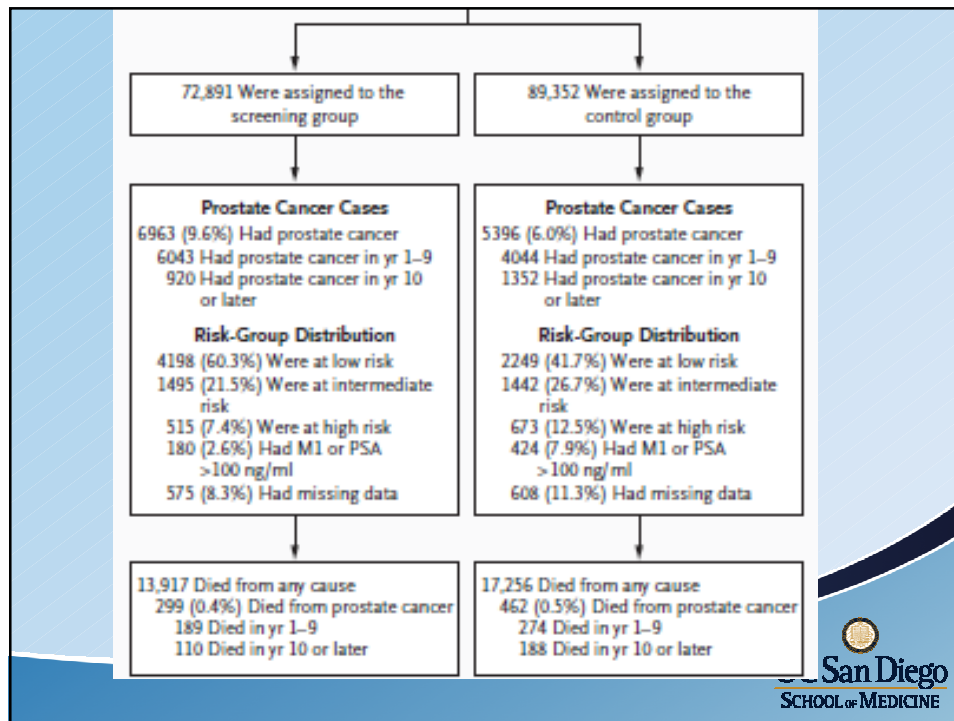 72,891 Were assigned to the
screening group
89,352 Were assigned to the
control group
Prostate Cancer Cases
6963 (9.6%) Had prostate cancer
6043 Had prostate cancer in yr 1–9
920 Had prostate cancer in yr 10
or later
Risk-Group Distribution
4198 (60.3%) Were at low risk
1495 (21.5%) Were at intermediate
risk
515 (7.4%) Were at high risk
180 (2.6%) Had M1 or PSA
>100 ng/ml
575 (8.3%) Had missing data
Prostate Cancer Cases
5396 (6.0%) Had prostate cancer
4044 Had prostate cancer in yr 1–9
1352 Had prostate cancer in yr 10
or later
Risk-Group Distribution
2249 (41.7%) Were at low risk
1442 (26.7%) Were at intermediate
risk
673 (12.5%) Were at high risk
424 (7.9%) Had M1 or PSA
>100 ng/ml
608 (11.3%) Had missing data
13,917 Died from any cause
299 (0.4%) Died from prostate cancer
189 Died in yr 1–9
110 Died in yr 10 or later
17,256 Died from any cause
462 (0.5%) Died from prostate cancer
274 Died in yr 1–9
188 Died in yr 10 or later
San Diego
SCHOOL OF MEDICINE